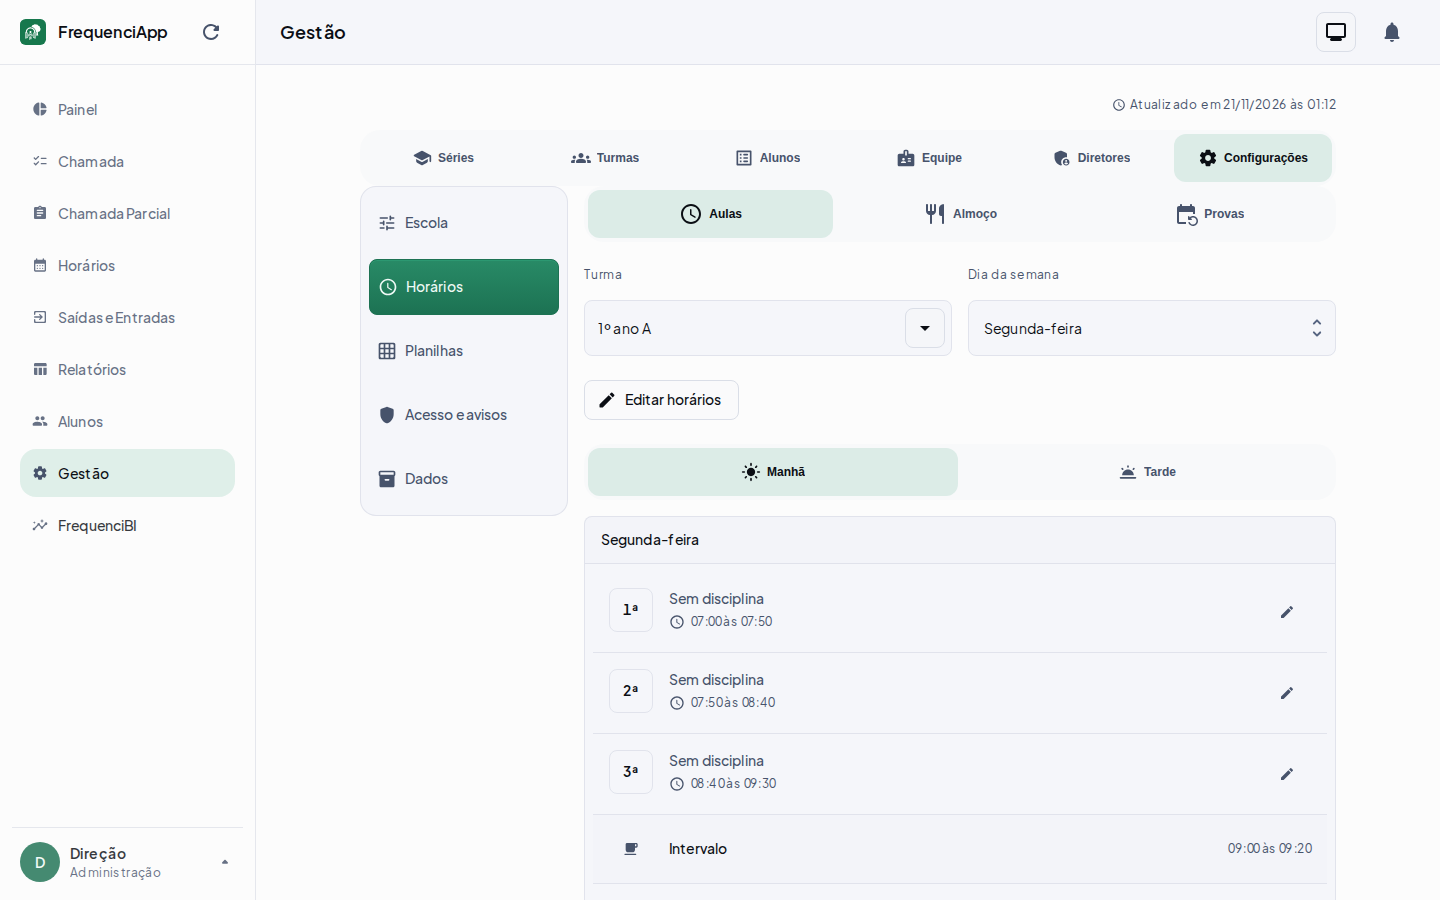 FrequenciApp
Gestão
Painel
Chamada
Chamada Parcial
Horários
Saídas e Entradas
Relatórios
Alunos
Gestão
FrequenciBI
D
Direção
Administração
Atualizado em 21/11/2026 às 01:12
Séries
Turmas
Alunos
Equipe
Diretores
Configurações
Escola
Horários
Planilhas
Acesso e avisos
Dados
Aulas
Almoço
Provas
Turma
Dia da semana
1º ano A
Segunda-feira
Editar horários
Manhã
Tarde
Segunda-feira
1ª
Sem disciplina
07:00 às 07:50
2ª
Sem disciplina
07:50 às 08:40
3ª
Sem disciplina
08:40 às 09:30
Intervalo
09:00 às 09:20